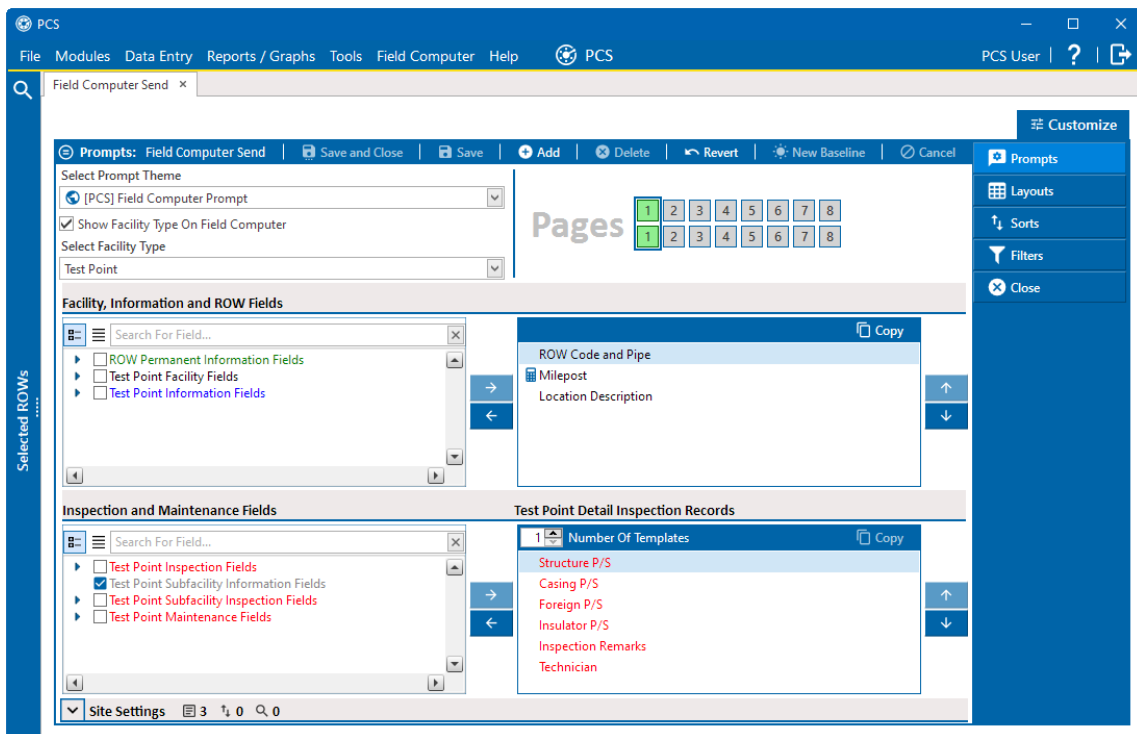 PCS
File Modules Data Entry Reports / Graphs Tools Field Computer Help PCS PCS User | ? |
Field Computer Send ×
Customize
Prompts: Field Computer Send | Save and Close | Save | Add | Delete | Revert | New Baseline | Cancel
Prompts
Layouts
Sorts
Filters
Close
Select Prompt Theme
[PCS] Field Computer Prompt
Show Facility Type On Field Computer
Select Facility Type
Test Point
Pages
1 2 3 4 5 6 7 8
1 2 3 4 5 6 7 8
Facility, Information and ROW Fields
Search For Field...
ROW Permanent Information Fields
Test Point Facility Fields
Test Point Information Fields
Copy
ROW Code and Pipe
Milepost
Location Description
Selected ROWs
Inspection and Maintenance Fields
Search For Field...
Test Point Inspection Fields
Test Point Subfacility Information Fields
Test Point Subfacility Inspection Fields
Test Point Maintenance Fields
Test Point Detail Inspection Records
1 Number Of Templates Copy
Structure P/S
Casing P/S
Foreign P/S
Insulator P/S
Inspection Remarks
Technician
Site Settings 3 0 0